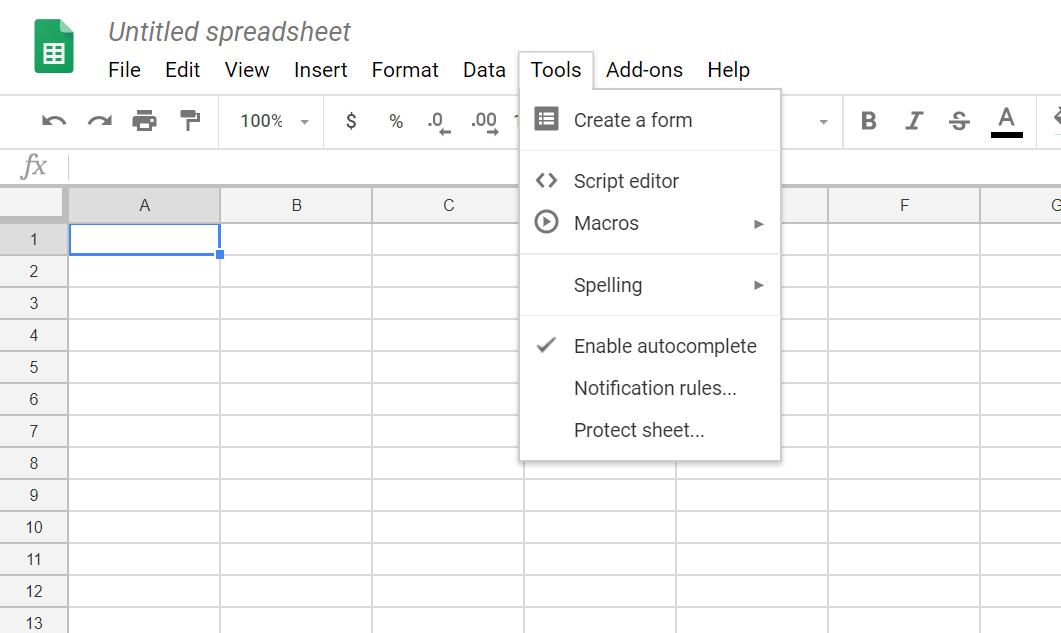 Untitled spreadsheet
File Edit View Insert Format Data Tools Add-ons Help
100% $ % .0 .00 B I S A
Create a form
fx
Script editor
A B C F G
Macros
1
2
Spelling
3
4
Enable autocomplete
5
Notification rules...
6
Protect sheet...
7
8
9
10
11
12
13